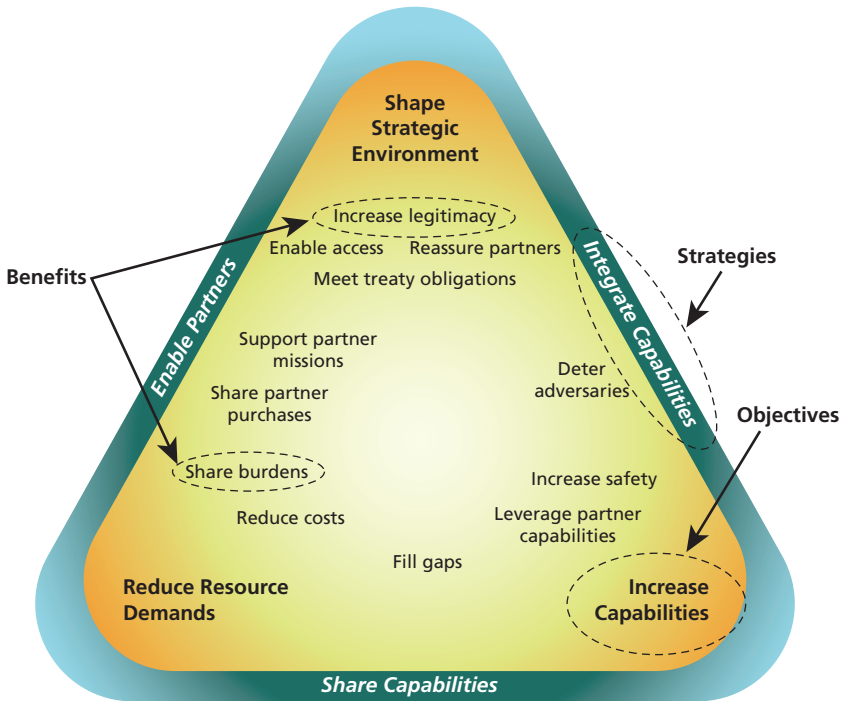 Shape
Strategic
Environment
Increase legitimacy
Enable access
Reassure partners
Meet treaty obligations
Benefits
Enable Partners
Integrate Capabilities
Strategies
Support partner
missions
Share partner
purchases
Deter
adversaries
Objectives
Share burdens
Increase safety
Reduce costs
Leverage partner
capabilities
Fill gaps
Reduce Resource
Demands
Increase
Capabilities
Share Capabilities